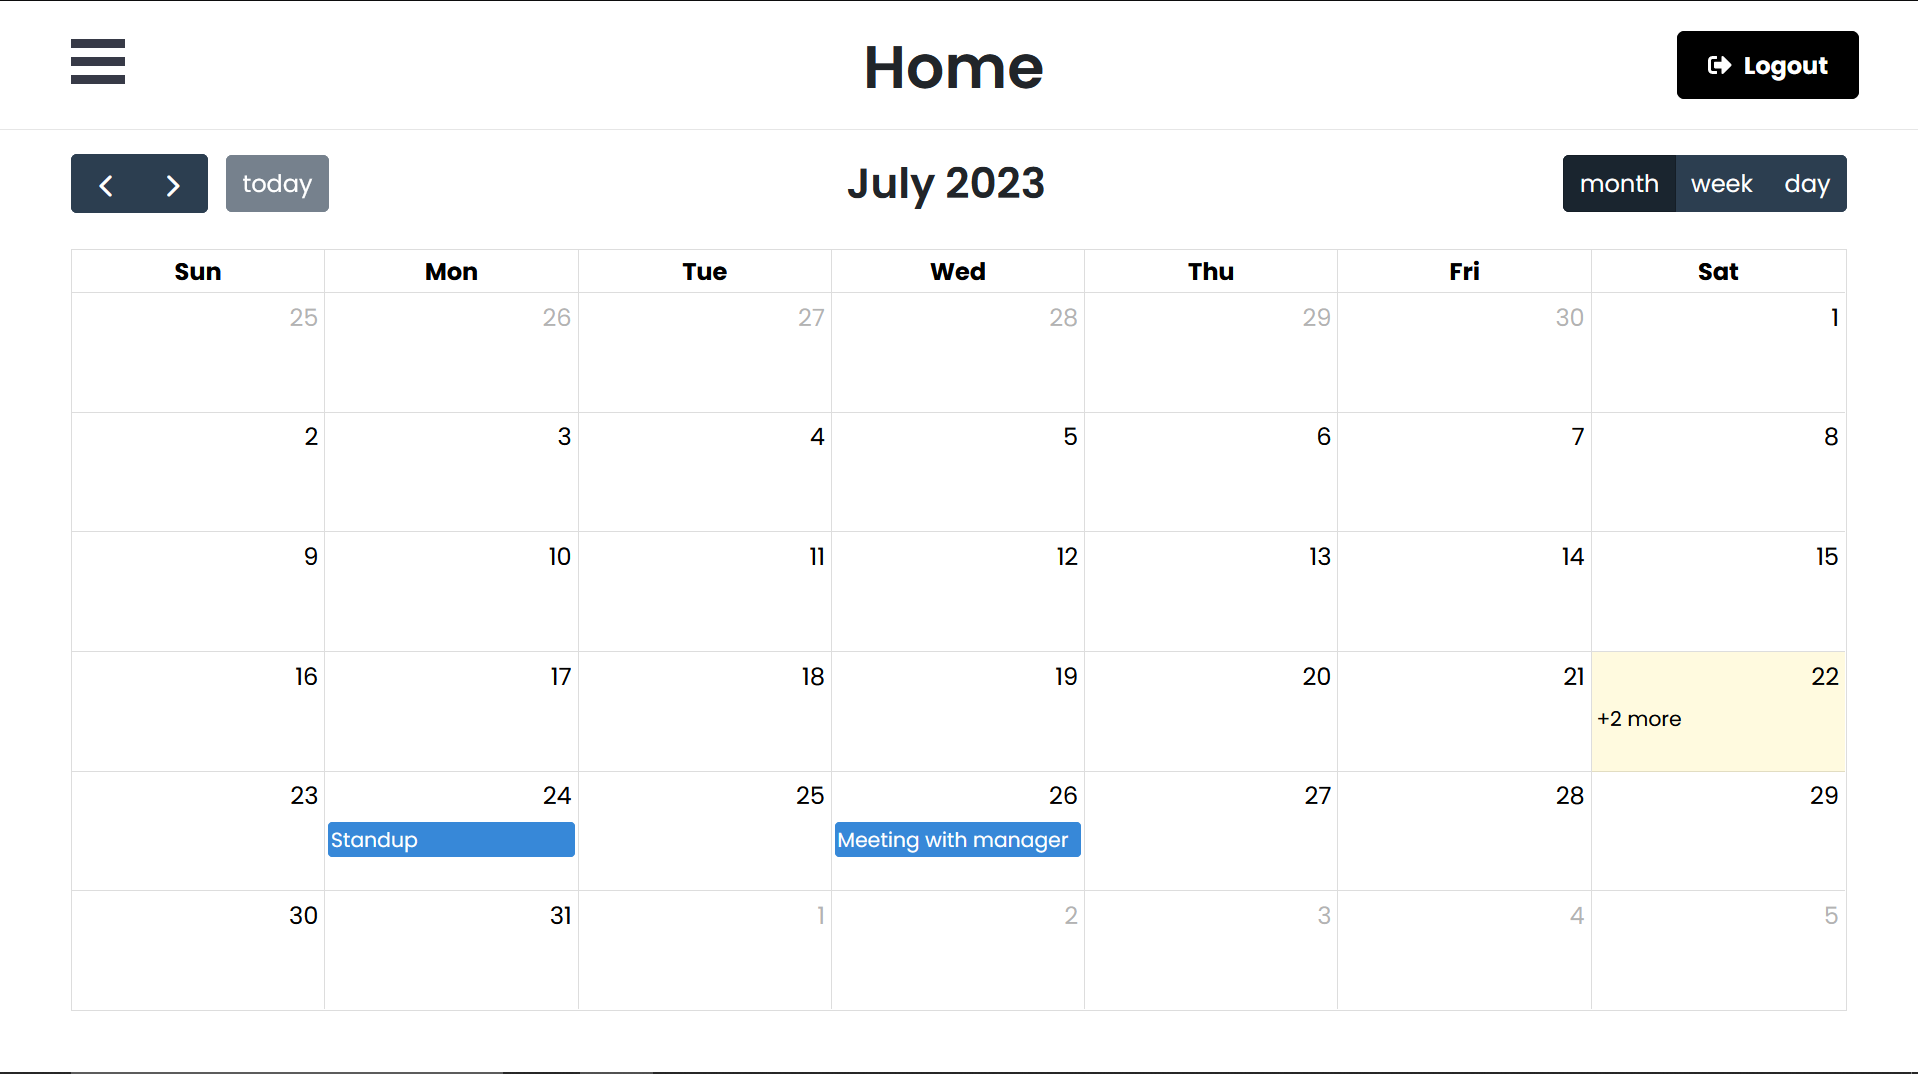 Home
Logout
today
July 2023
month week day
Sun Mon Tue Wed Thu Fri Sat
25 26 27 28 29 30 1
2 3 4 5 6 7 8
9 10 11 12 13 14 15
16 17 18 19 20 21 22
+2 more
23 24 25 26 27 28 29
Standup Meeting with manager
30 31 1 2 3 4 5